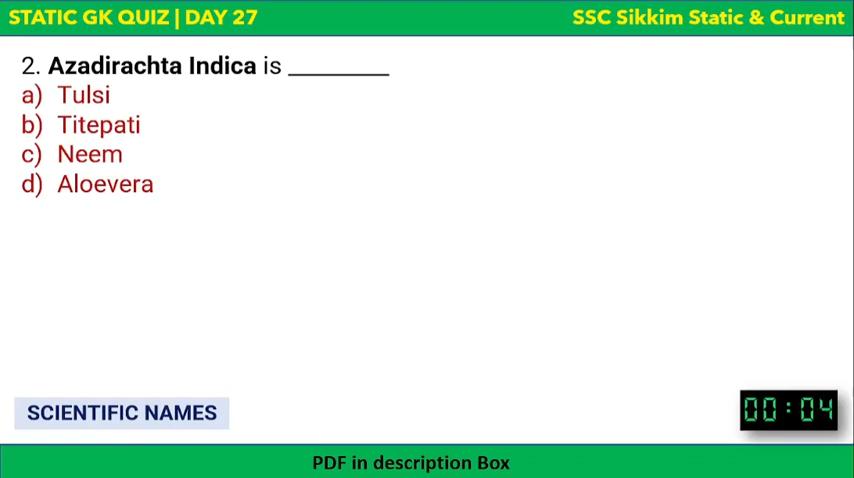 STATIC GK QUIZ | DAY 27
SSC Sikkim Static & Current
2. Azadirachta Indica is ________
a) Tulsi
b) Titepati
c) Neem
d) Aloevera
SCIENTIFIC NAMES
00:04
PDF in description Box